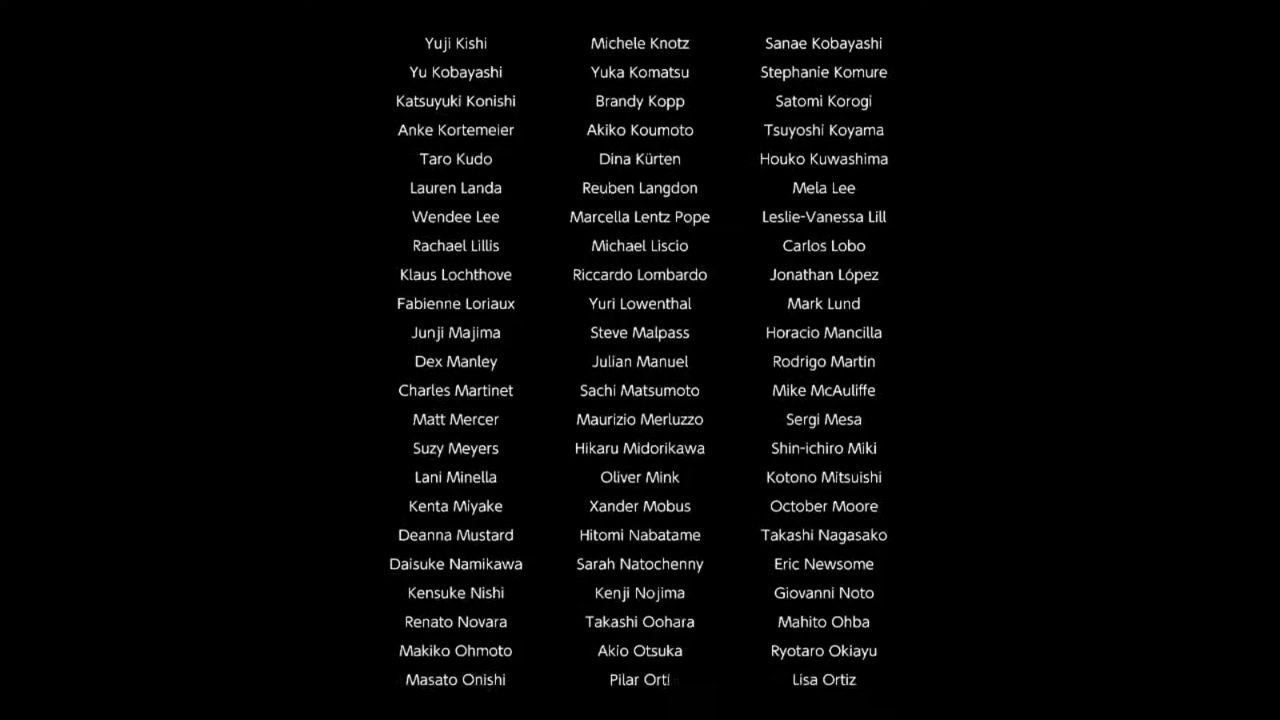 Yuji Kishi Michele Knotz Sanae Kobayashi
Yu Kobayashi Yuka Komatsu Stephanie Komure
Katsuyuki Konishi Brandy Kopp Satomi Korogi
Anke Kortemeier Akiko Koumoto Tsuyoshi Koyama
Taro Kudo Dina Kürten Houko Kuwashima
Lauren Landa Reuben Langdon Mela Lee
Wendee Lee Marcella Lentz Pope Leslie-Vanessa Lill
Rachael Lillis Michael Liscio Carlos Lobo
Klaus Lochthove Riccardo Lombardo Jonathan López
Fabienne Loriaux Yuri Lowenthal Mark Lund
Junji Majima Steve Malpass Horacio Mancilla
Dex Manley Julian Manuel Rodrigo Martín
Charles Martinet Sachi Matsumoto Mike McAuliffe
Matt Mercer Maurizio Merluzzo Sergi Mesa
Suzy Meyers Hikaru Midorikawa Shin-ichiro Miki
Lani Minella Oliver Mink Kotono Mitsuishi
Kenta Miyake Xander Mobus October Moore
Deanna Mustard Hitomi Nabatame Takashi Nagasako
Daisuke Namikawa Sarah Natochenny Eric Newsome
Kensuke Nishi Kenji Nojima Giovanni Noto
Renato Novara Takashi Oohara Mahito Ohba
Makiko Ohmoto Akio Otsuka Ryotaro Okiayu
Masato Onishi Pilar Ortí Lisa Ortiz